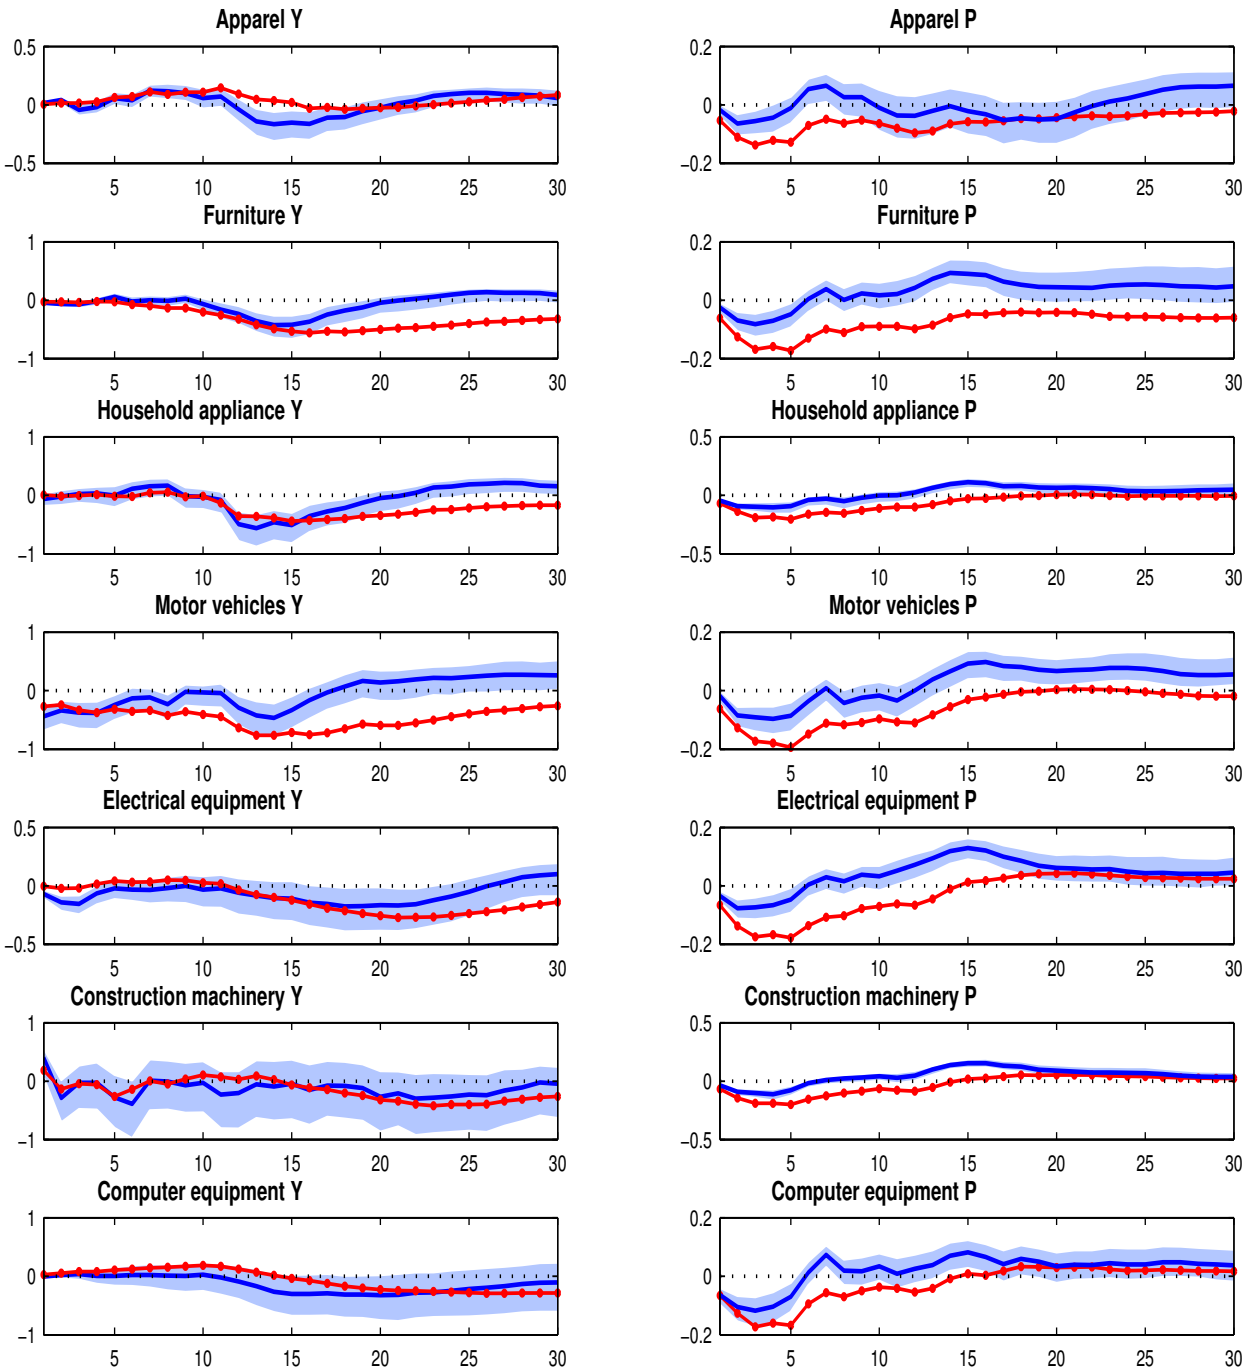 Apparel Y
0.5
0
−0.5
5 10 15 20 25 30
Apparel P
0.2
0
−0.2
5 10 15 20 25 30
Furniture Y
1
0
−1
5 10 15 20 25 30
Furniture P
0.2
0
−0.2
5 10 15 20 25 30
Household appliance Y
1
0
−1
5 10 15 20 25 30
Household appliance P
0.5
0
−0.5
5 10 15 20 25 30
Motor vehicles Y
1
0
−1
5 10 15 20 25 30
Motor vehicles P
0.2
0
−0.2
5 10 15 20 25 30
Electrical equipment Y
0.5
0
−0.5
5 10 15 20 25 30
Electrical equipment P
0.2
0
−0.2
5 10 15 20 25 30
Construction machinery Y
1
0
−1
5 10 15 20 25 30
Construction machinery P
0.5
0
−0.5
5 10 15 20 25 30
Computer equipment Y
1
0
−1
5 10 15 20 25 30
Computer equipment P
0.2
0
−0.2
5 10 15 20 25 30